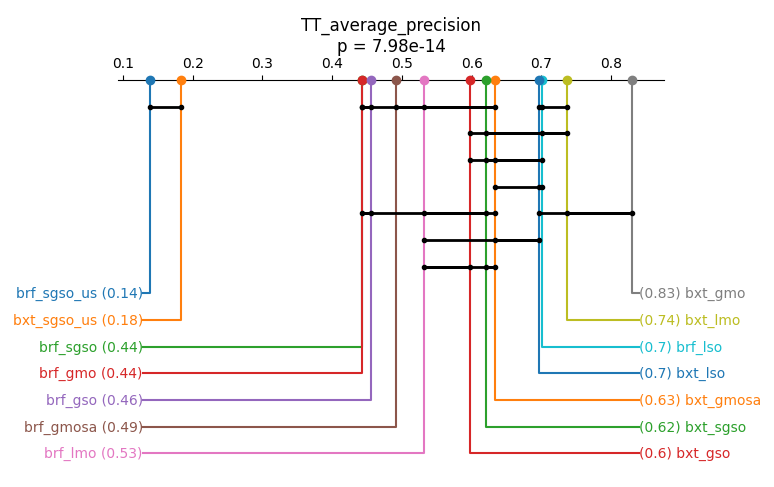 TT_average_precision
p = 7.98e-14
0.1 0.2 0.3 0.4 0.5 0.6 0.7 0.8
brf_sgso_us (0.14) (0.83) bxt_gmo
bxt_sgso_us (0.18) (0.74) bxt_lmo
brf_sgso (0.44) (0.7) brf_lso
brf_gmo (0.44) (0.7) bxt_lso
brf_gso (0.46) (0.63) bxt_gmosa
brf_gmosa (0.49) (0.62) bxt_sgso
brf_lmo (0.53) (0.6) bxt_gso